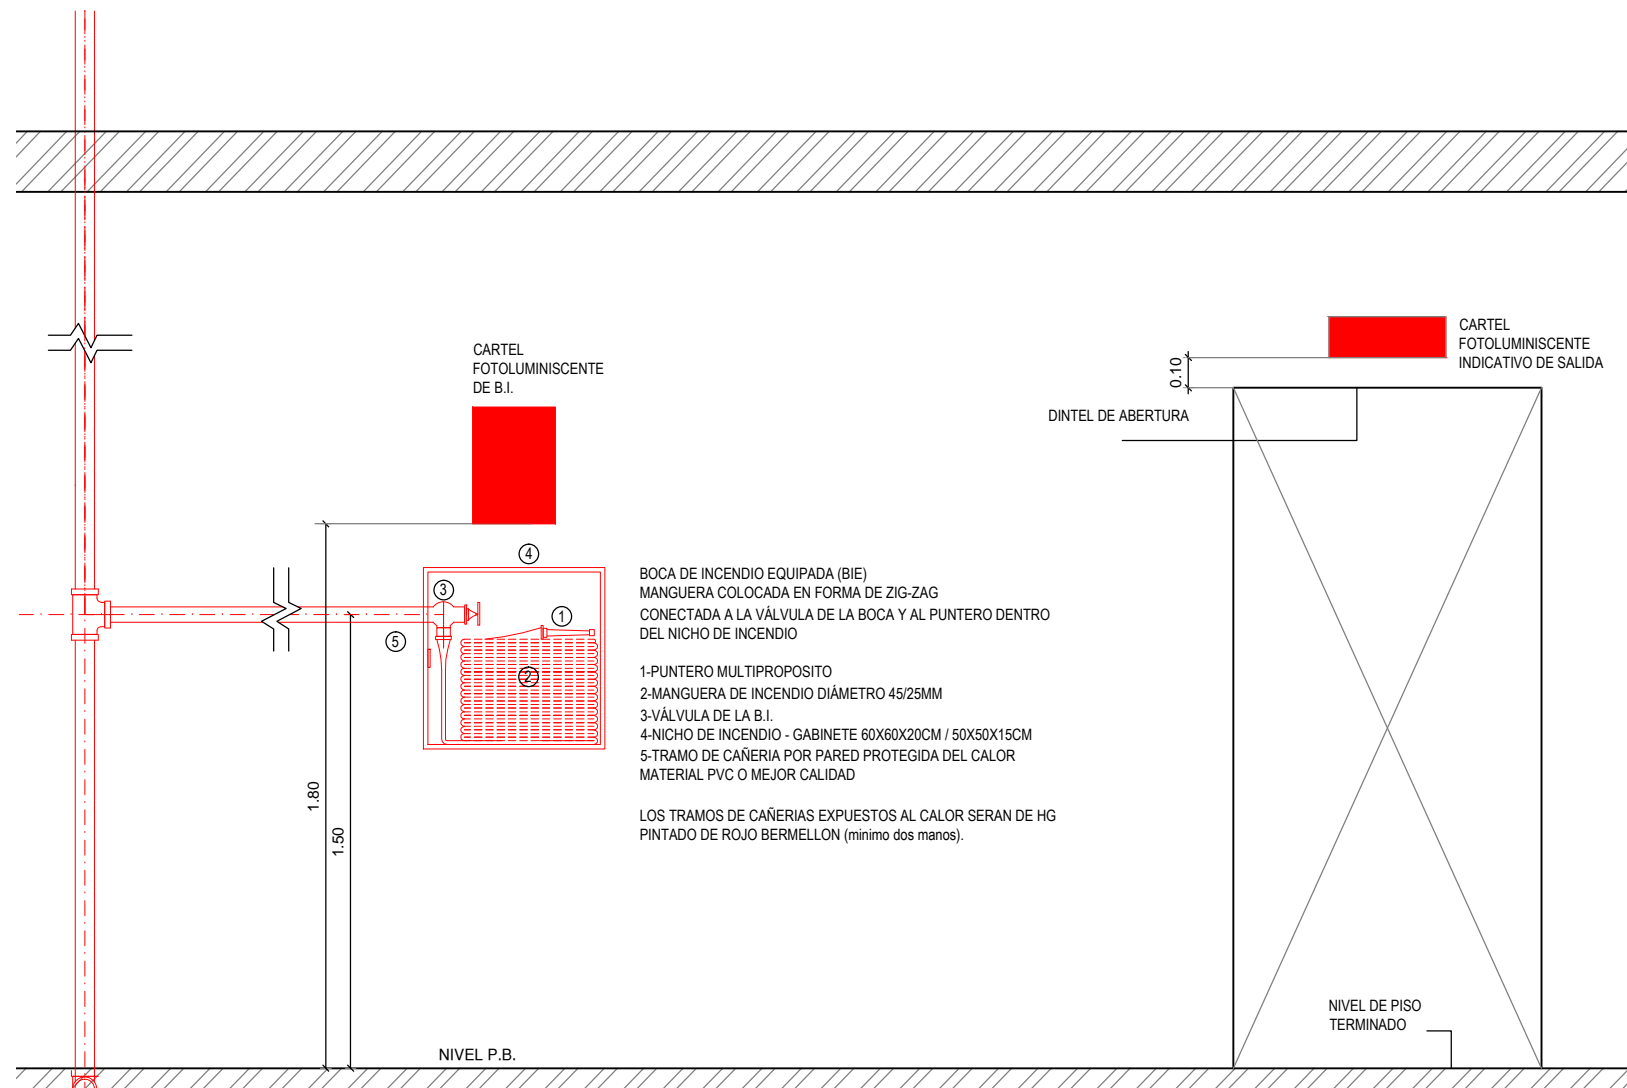 CARTEL
FOTOLUMINISCENTE
DE B.I.
CARTEL
FOTOLUMINISCENTE
INDICATIVO DE SALIDA
0.10
DINTEL DE ABERTURA
4
3
1
5
2
BOCA DE INCENDIO EQUIPADA (BIE)
MANGUERA COLOCADA EN FORMA DE ZIG-ZAG
CONECTADA A LA VÁLVULA DE LA BOCA Y AL PUNTERO DENTRO
DEL NICHO DE INCENDIO
1-PUNTERO MULTIPROPOSITO
2-MANGUERA DE INCENDIO DIÁMETRO 45/25MM
3-VÁLVULA DE LA B.I.
4-NICHO DE INCENDIO - GABINETE 60X60X20CM / 50X50X15CM
5-TRAMO DE CAÑERIA POR PARED PROTEGIDA DEL CALOR
MATERIAL PVC O MEJOR CALIDAD
LOS TRAMOS DE CAÑERIAS EXPUESTOS AL CALOR SERAN DE HG
PINTADO DE ROJO BERMELLON (minimo dos manos).
1.80
1.50
NIVEL P.B.
NIVEL DE PISO
TERMINADO